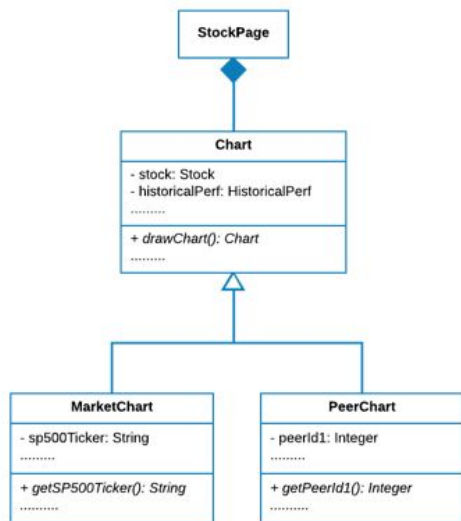 StockPage
Chart
- stock: Stock
- historicalPerf: HistoricalPerf
.........
+ drawChart(): Chart
.........
MarketChart
- sp500Ticker: String
.........
+ getSP500Ticker(): String
..........
PeerChart
- peerId1: Integer
.........
+ getPeerId1(): Integer
..........